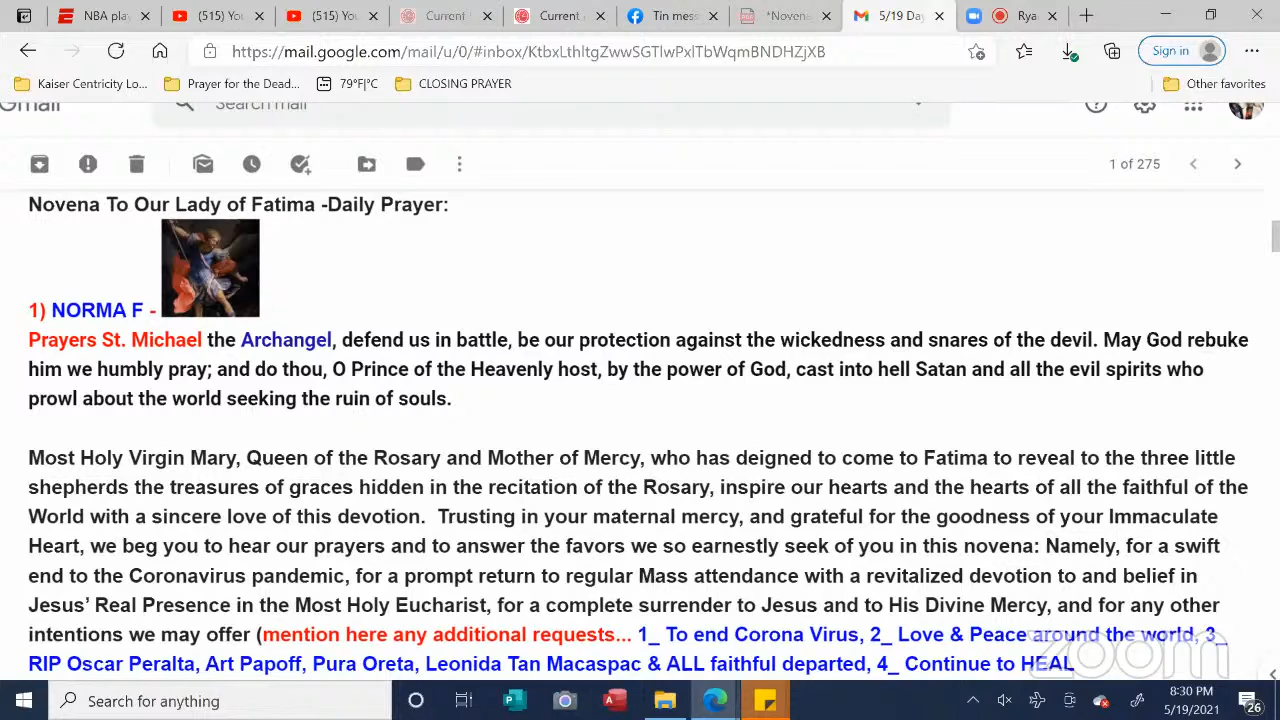 NBA Da
(515) You
(515) You
Current
Current
Tin mess
*Novena
5/19 Day
Rya
https://mail.google.com/mail/u/0/#inbox/KtbxLthltgZwwSGTlwPxlTbWqmBNDHZjXB
Sign in
Kaiser Centricity Lo...
Prayer for the Dead...
79°F|°C
CLOSING PRAYER
Other favorites
Gmail
Search mail
1 of 275
Novena To Our Lady of Fatima -Daily Prayer:
1) NORMA F -
Prayers St. Michael the Archangel, defend us in battle, be our protection against the wickedness and snares of the devil. May God rebuke
him we humbly pray; and do thou, O Prince of the Heavenly host, by the power of God, cast into hell Satan and all the evil spirits who
prowl about the world seeking the ruin of souls.
Most Holy Virgin Mary, Queen of the Rosary and Mother of Mercy, who has deigned to come to Fatima to reveal to the three little
shepherds the treasures of graces hidden in the recitation of the Rosary, inspire our hearts and the hearts of all the faithful of the
World with a sincere love of this devotion. Trusting in your maternal mercy, and grateful for the goodness of your Immaculate
Heart, we beg you to hear our prayers and to answer the favors we so earnestly seek of you in this novena: Namely, for a swift
end to the Coronavirus pandemic, for a prompt return to regular Mass attendance with a revitalized devotion to and belief in
Jesus' Real Presence in the Most Holy Eucharist, for a complete surrender to Jesus and to His Divine Mercy, and for any other
intentions we may offer (mention here any additional requests... 1_ To end Corona Virus, 2_ Love & Peace around the world, 3_
RIP Oscar Peralta, Art Papoff, Pura Oreta, Leonida Tan Macaspac & ALL faithful departed, 4_ Continue to HEAL
zoom
Search for anything
8:30 PM
5/19/2021
26